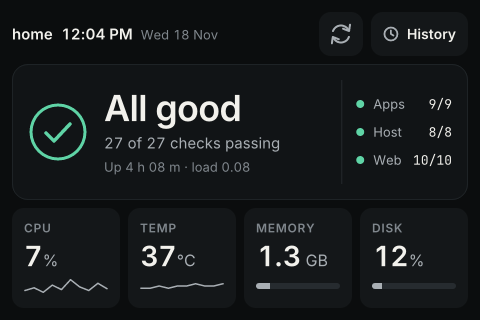 home 12:04 PM Wed 18 Nov
History
All good
27 of 27 checks passing
Up 4 h 08 m · load 0.08
Apps 9/9
Host 8/8
Web 10/10
CPU
7%
TEMP
37°C
MEMORY
1.3 GB
DISK
12%